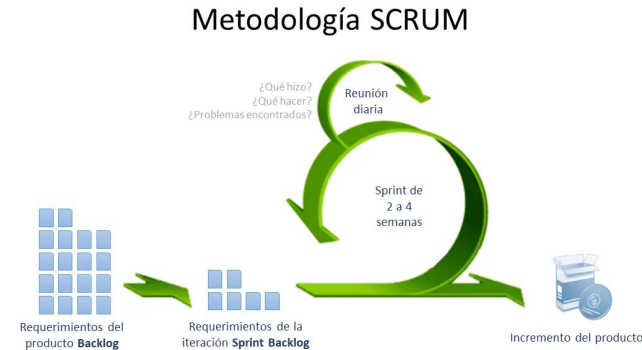 Metodología SCRUM
¿Qué hizo?
¿Qué hacer?
¿Problemas encontrados?
Reunión
diaria
Sprint de
2 a 4
semanas
Requerimientos del
producto Backlog
Requerimientos de la
iteración Sprint Backlog
Incremento del producto